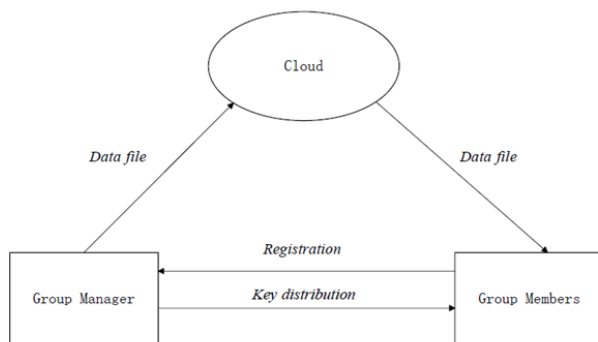 Cloud
Data file
Data file
Registration
Group Manager
Key distribution
Group Members